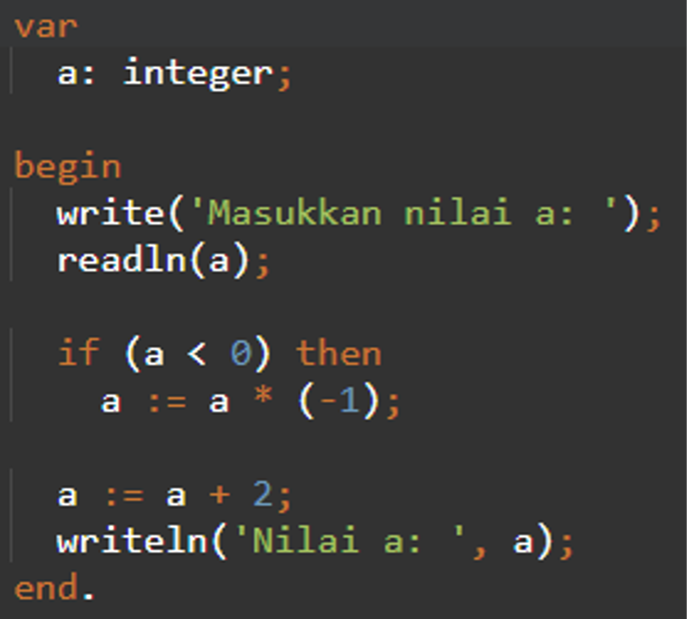 var
a: integer;
begin
write('Masukkan nilai a: ');
readln(a);
if (a < 0) then
a := a * (-1);
a := a + 2;
writeln('Nilai a: ', a);
end.